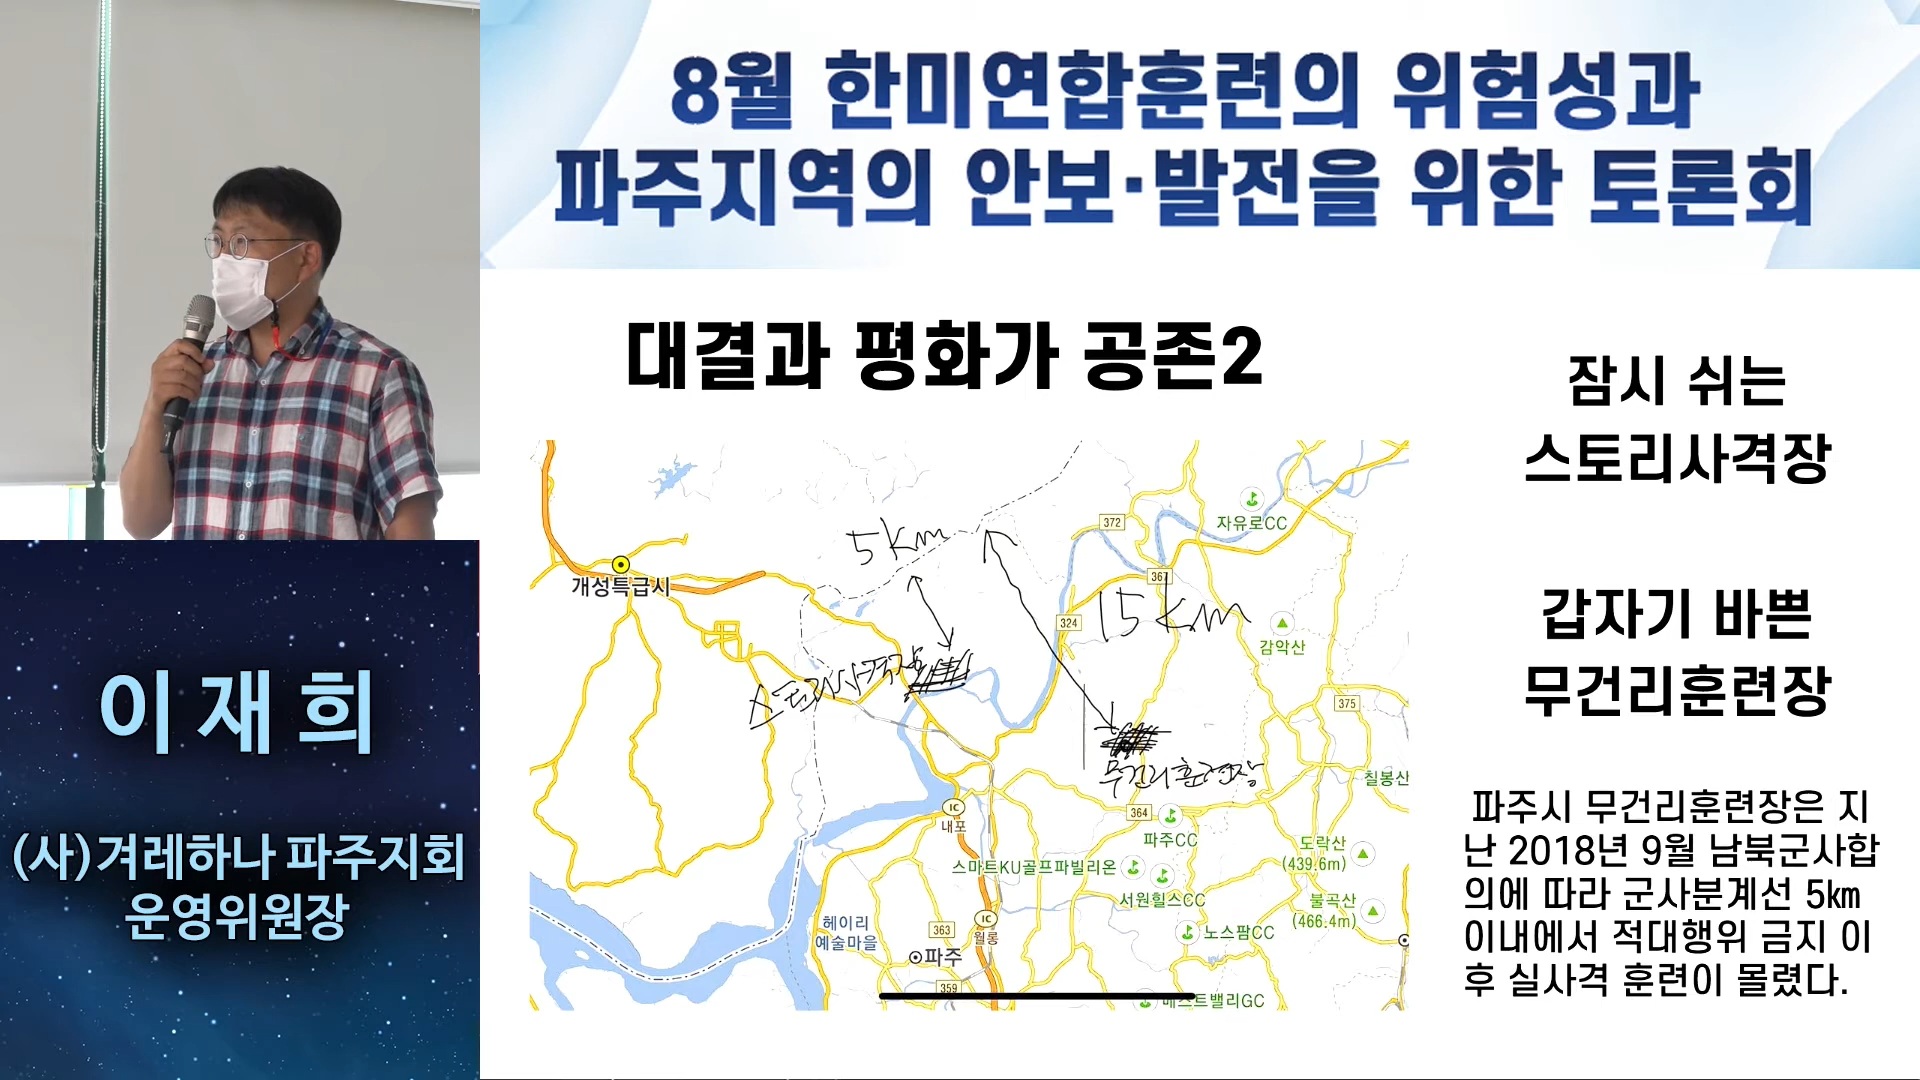 8월 한미연합훈련의 위험성과
파주지역의 안보·발전을 위한 토론회
대결과 평화가 공존2
잠시 쉬는
스토리사격장
갑자기 바쁜
무건리훈련장
파주시 무건리훈련장은 지
난 2018년 9월 남북군사합
의에 따라 군사분계선 5㎞
이내에서 적대행위 금지 이
후 실사격 훈련이 몰렸다.
개성특급시
5km
스토리사격장
15km
무건리훈련장
372
자유로CC
367
324
감악산
375
칠봉산
IC
내포
364
파주CC
도락산
(439.6m)
스마트KU골프파빌리온
서원힐스CC
불곡산
(466.4m)
헤이리
예술마을
363
IC
월롱
노스팜CC
파주
359
베스트밸리GC
이재희
(사)겨레하나 파주지회
운영위원장